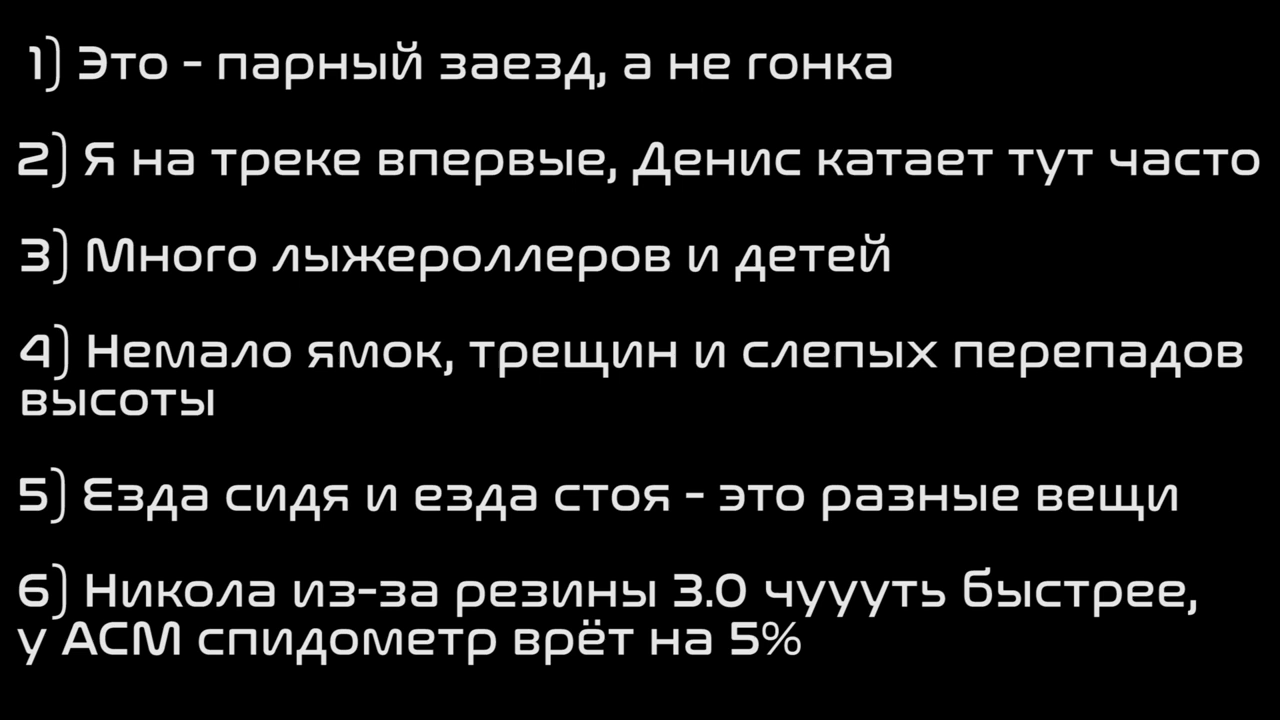 1) Это - парный заезд, а не гонка
2) Я на треке впервые, Денис катает тут часто
3) Много лыжероллеров и детей
4) Немало ямок, трещин и слепых перепадов
высоты
5) Езда сидя и езда стоя - это разные вещи
6) Никола из-за резины 3.0 чуууть быстрее,
у АСМ спидометр врёт на 5%